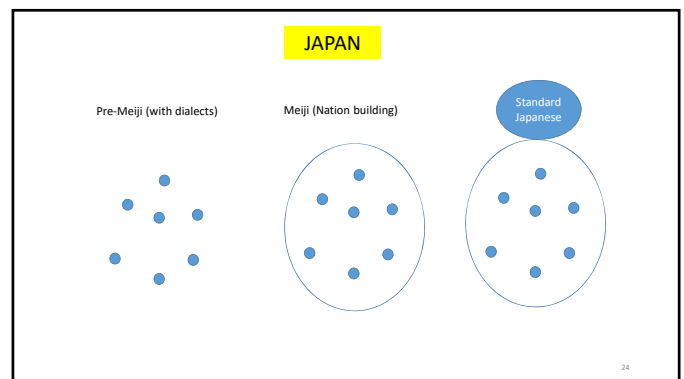 JAPAN
Pre-Meiji (with dialects)
Meiji (Nation building)
Standard
Japanese
24